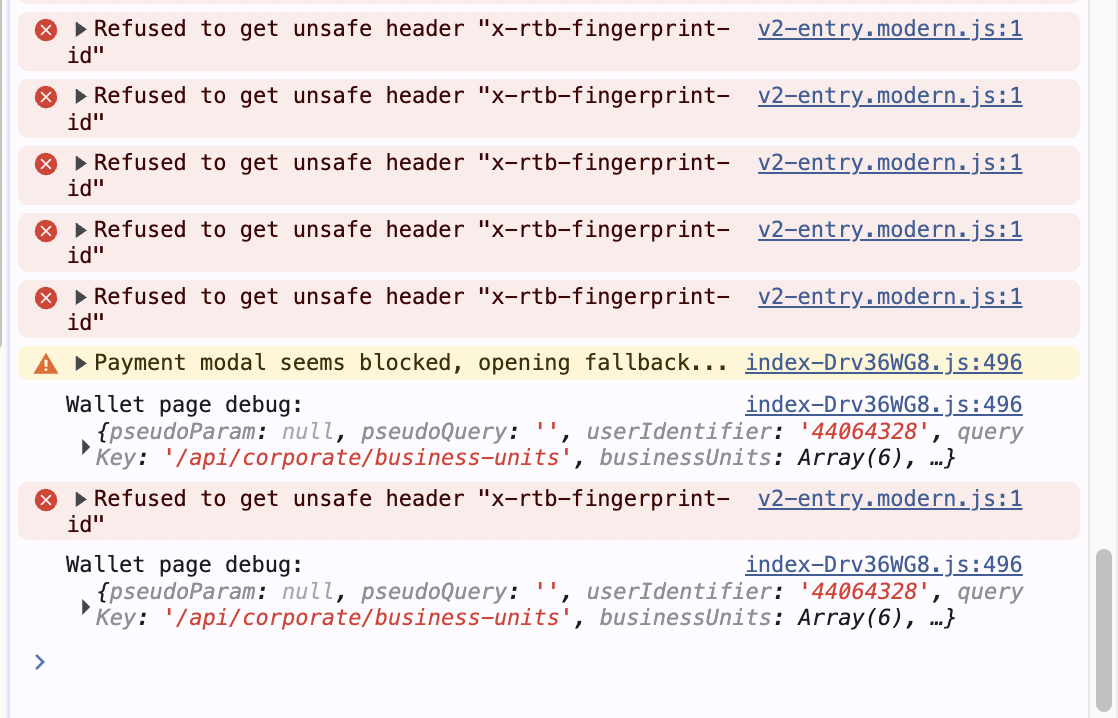 Refused to get unsafe header "x-rtb-fingerprint- v2-entry.modern.js:1
id"
Refused to get unsafe header "x-rtb-fingerprint- v2-entry.modern.js:1
id"
Refused to get unsafe header "x-rtb-fingerprint- v2-entry.modern.js:1
id"
Refused to get unsafe header "x-rtb-fingerprint- v2-entry.modern.js:1
id"
Refused to get unsafe header "x-rtb-fingerprint- v2-entry.modern.js:1
id"
Payment modal seems blocked, opening fallback... index-Drv36WG8.js:496
Wallet page debug: index-Drv36WG8.js:496
{pseudoParam: null, pseudoQuery: '', userIdentifier: '44064328', query
Key: '/api/corporate/business-units', businessUnits: Array(6), …}
Refused to get unsafe header "x-rtb-fingerprint- v2-entry.modern.js:1
id"
Wallet page debug: index-Drv36WG8.js:496
{pseudoParam: null, pseudoQuery: '', userIdentifier: '44064328', query
Key: '/api/corporate/business-units', businessUnits: Array(6), …}